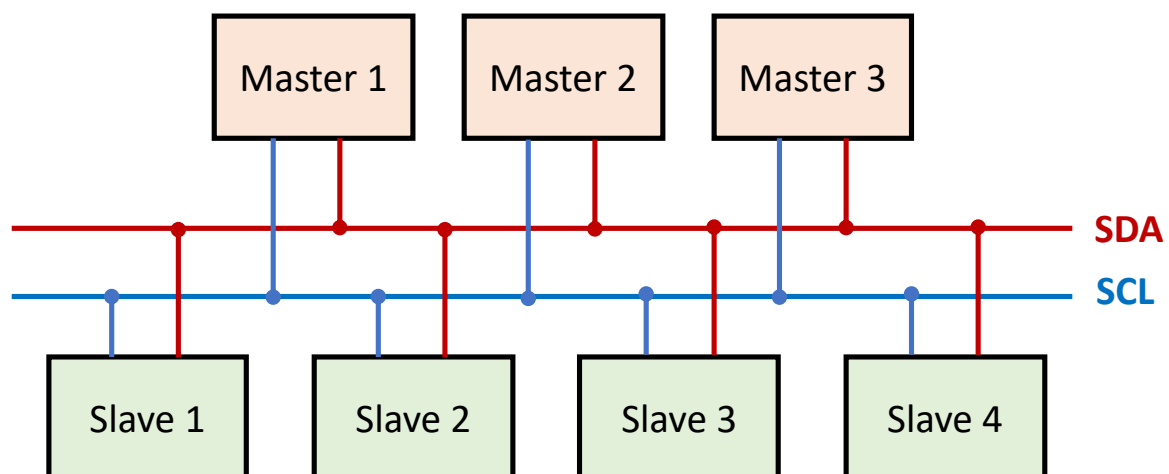 Master 1
Master 2
Master 3
SDA
SCL
Slave 1
Slave 2
Slave 3
Slave 4